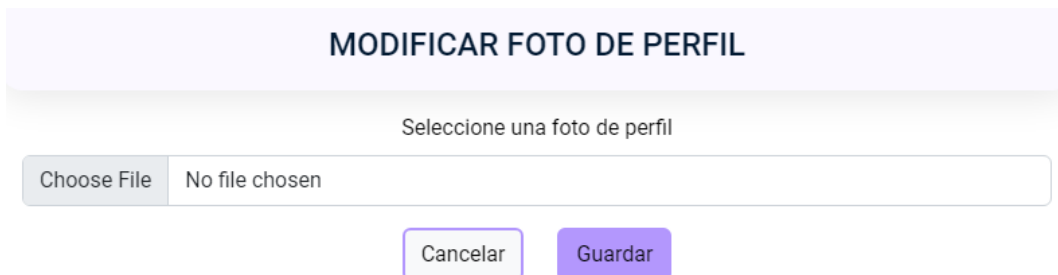 MODIFICAR FOTO DE PERFIL
Seleccione una foto de perfil
Choose File No file chosen
Cancelar Guardar